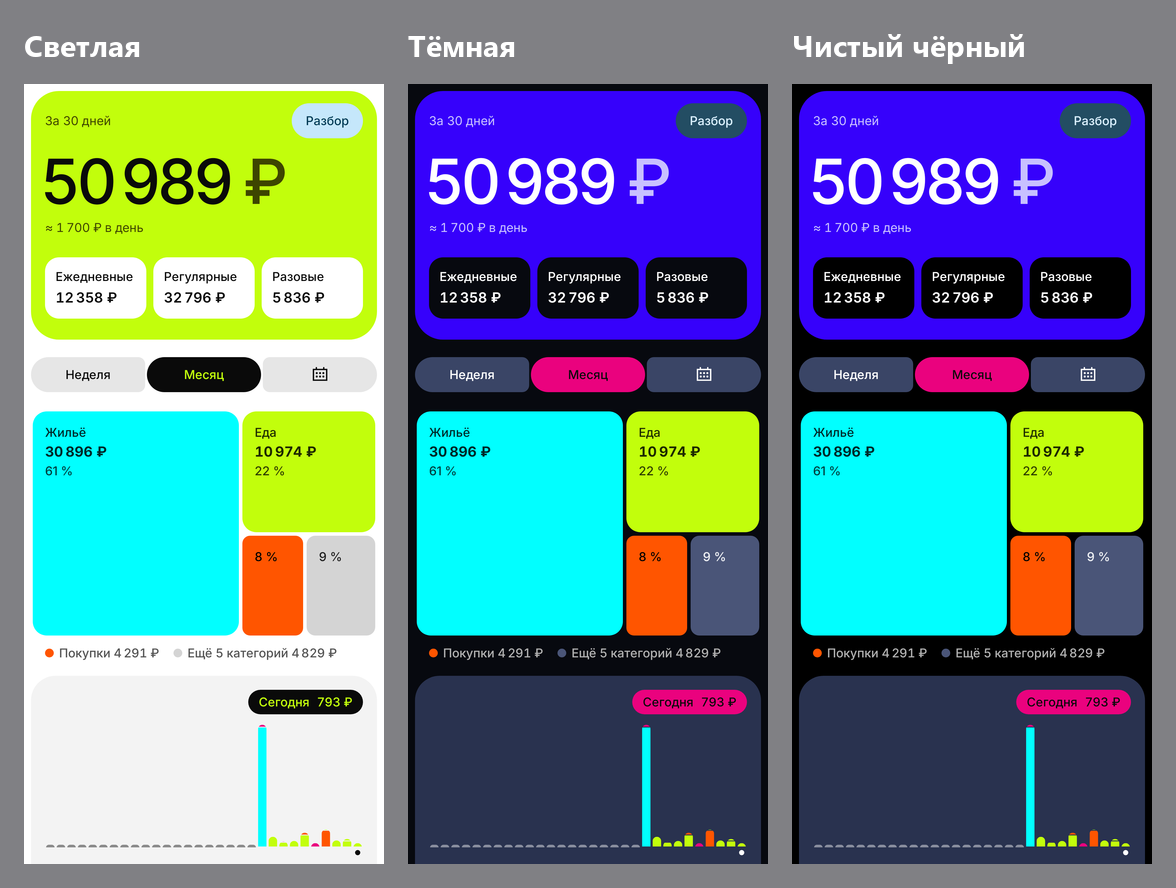 Светлая
За 30 дней
Разбор
50 989 ₽
≈ 1 700 ₽ в день
Ежедневные
12 358 ₽
Регулярные
32 796 ₽
Разовые
5 836 ₽
Неделя
Месяц
Жильё
30 896 ₽
61 %
Еда
10 974 ₽
22 %
8 %
9 %
Покупки 4 291 ₽
Ещё 5 категорий 4 829 ₽
Сегодня 793 ₽
Тёмная
За 30 дней
Разбор
50 989 ₽
≈ 1 700 ₽ в день
Ежедневные
12 358 ₽
Регулярные
32 796 ₽
Разовые
5 836 ₽
Неделя
Месяц
Жильё
30 896 ₽
61 %
Еда
10 974 ₽
22 %
8 %
9 %
Покупки 4 291 ₽
Ещё 5 категорий 4 829 ₽
Сегодня 793 ₽
Чистый чёрный
За 30 дней
Разбор
50 989 ₽
≈ 1 700 ₽ в день
Ежедневные
12 358 ₽
Регулярные
32 796 ₽
Разовые
5 836 ₽
Неделя
Месяц
Жильё
30 896 ₽
61 %
Еда
10 974 ₽
22 %
8 %
9 %
Покупки 4 291 ₽
Ещё 5 категорий 4 829 ₽
Сегодня 793 ₽